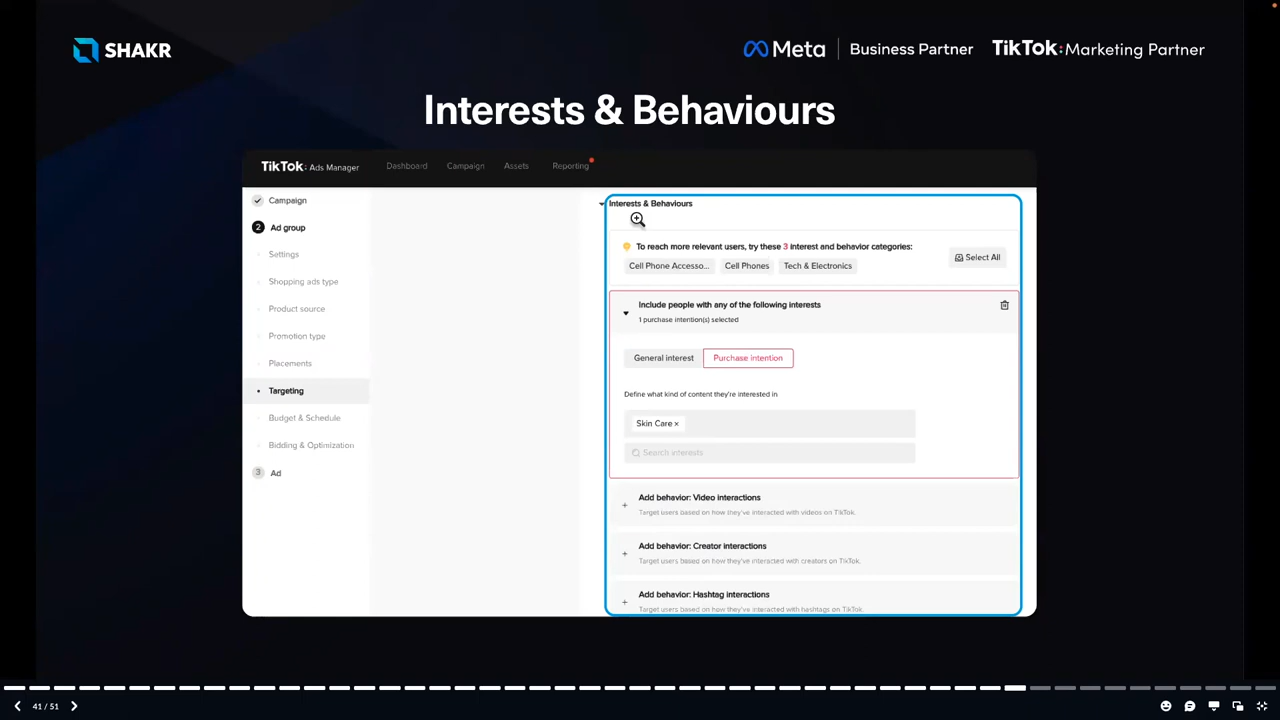 SHAKR
Meta | Business Partner
TikTok: Marketing Partner
Interests & Behaviours
TikTok: Ads Manager
Dashboard
Campaign
Assets
Reporting
Campaign
2 Ad group
Settings
Shopping ads type
Product source
Promotion type
Placements
Targeting
Budget & Schedule
Bidding & Optimization
3 Ad
Interests & Behaviours
To reach more relevant users, try these 3 interest and behavior categories:
Cell Phone Accesso...
Cell Phones
Tech & Electronics
Select All
Include people with any of the following interests
1 purchase intention(s) selected
General interest
Purchase intention
Define what kind of content they're interested in
Skin Care ×
Search interests
Add behavior: Video interactions
Target users based on how they've interacted with videos on TikTok.
Add behavior: Creator interactions
Target users based on how they've interacted with creators on TikTok.
Add behavior: Hashtag interactions
Target users based on how they've interacted with hashtags on TikTok.
41 / 51